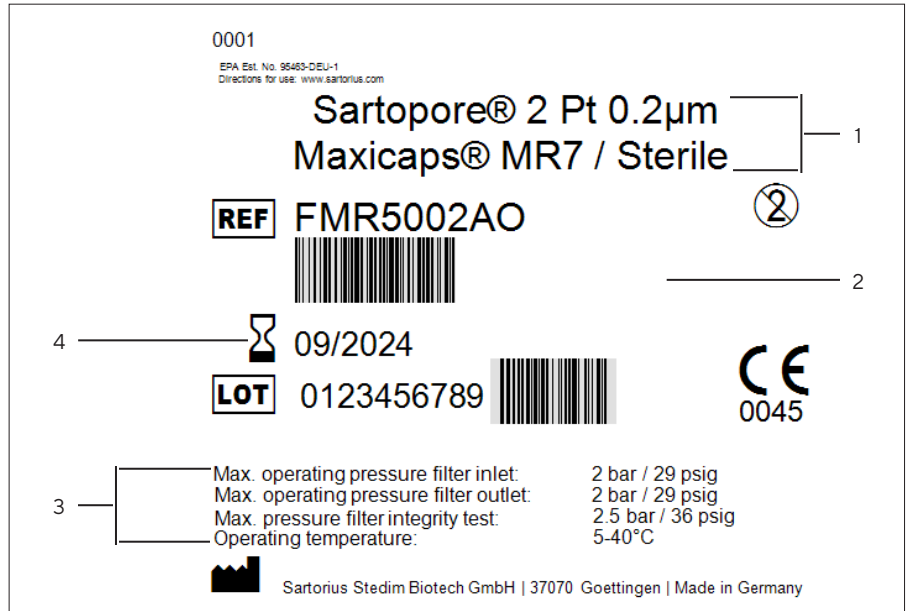 0001
EPA Est. No. 95463-DEU-1
Directions for use: www.sartorius.com
Sartopore® 2 Pt 0.2µm
Maxicaps® MR7 / Sterile
1
REF FMR5002AO
2
2
4
09/2024
LOT 0123456789
CE
0045
3
Max. operating pressure filter inlet: 2 bar / 29 psig
Max. operating pressure filter outlet: 2 bar / 29 psig
Max. pressure filter integrity test: 2.5 bar / 36 psig
Operating temperature: 5-40°C
Sartorius Stedim Biotech GmbH | 37070 Goettingen | Made in Germany